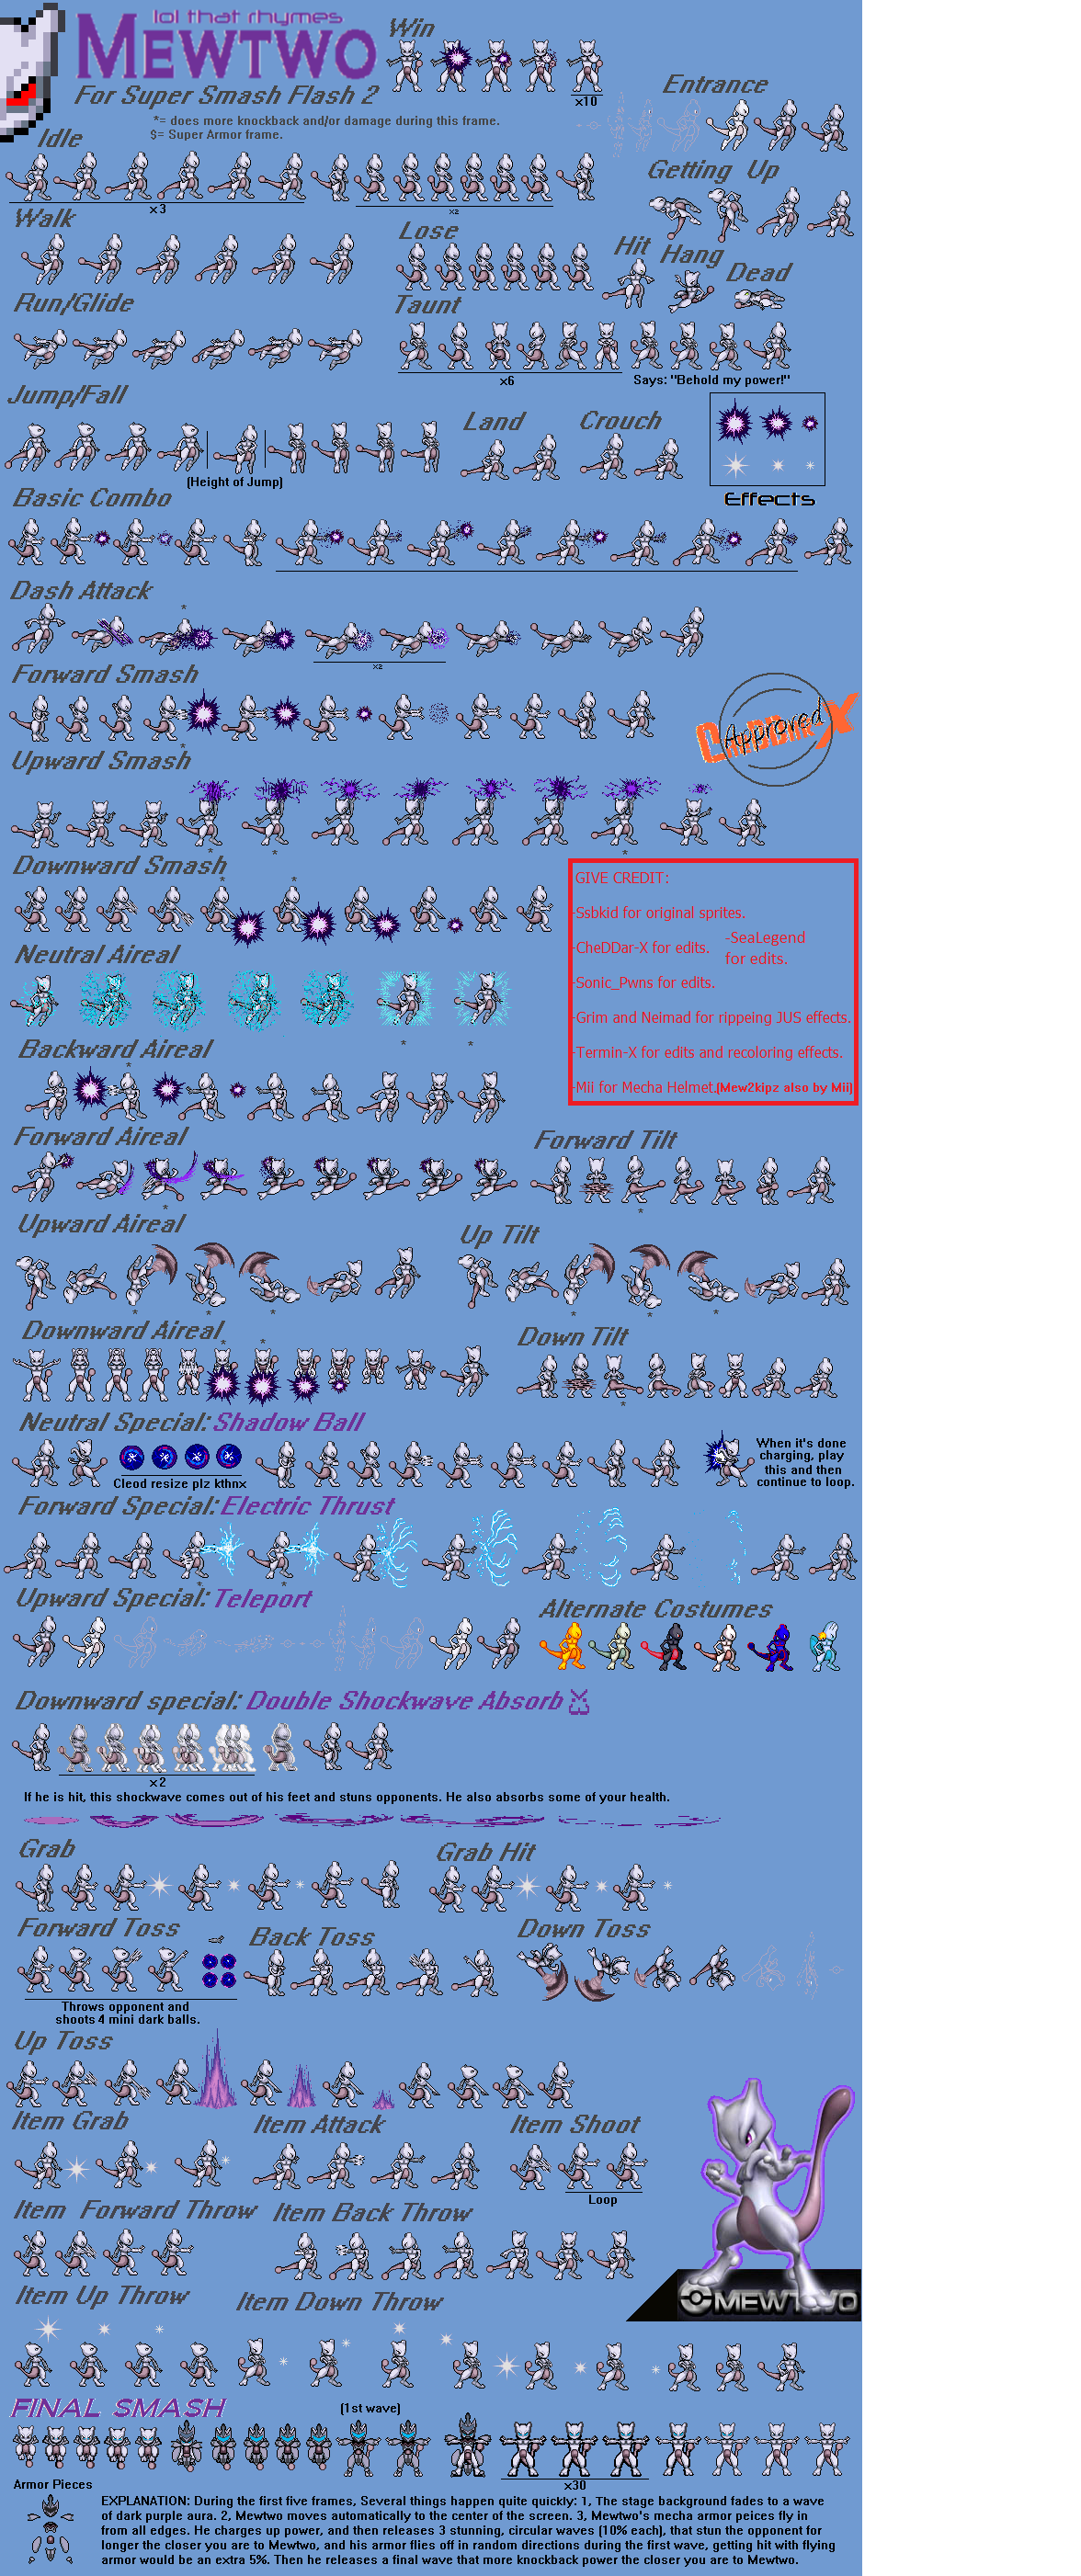 lol that rhymes
MEWTWO
For Super Smash Flash 2
*= does more knockback and/or damage during this frame.
$= Super Armor frame.
Win
x10
Entrance
Idle
x3
x2
Getting Up
Walk
Lose
Hit
Hang
Dead
Run/Glide
Taunt
x6
Says: "Behold my power!"
Jump/Fall
(Height of Jump)
Land
Crouch
Effects
Basic Combo
Dash Attack
*
x2
Forward Smash
*
Approved
Upward Smash
* * *
Downward Smash
* *
GIVE CREDIT:
-Ssbkid for original sprites.
-CheDDar-X for edits.
-SeaLegend
for edits.
-Sonic_Pwns for edits.
-Grim and Neimad for rippeing JUS effects.
-Termin-X for edits and recoloring effects.
-Mii for Mecha Helmet.(Mew2kipz also by Mii)
Neutral Aireal
* *
Backward Aireal
*
Forward Aireal
*
Forward Tilt
*
Upward Aireal
* * *
Up Tilt
* * *
Downward Aireal
* *
Down Tilt
*
Neutral Special: Shadow Ball
Cleod resize plz kthnx
When it's done
charging, play
this and then
continue to loop.
Forward Special: Electric Thrust
* *
Upward Special: Teleport
Alternate Costumes
Downward special: Double Shockwave Absorb
x2
If he is hit, this shockwave comes out of his feet and stuns opponents. He also absorbs some of your health.
Grab
Grab Hit
Forward Toss
Throws opponent and
shoots 4 mini dark balls.
Back Toss
Down Toss
Up Toss
Item Grab
Item Attack
Item Shoot
Loop
Item Forward Throw
Item Back Throw
MEWTWO
Item Up Throw
Item Down Throw
FINAL SMASH
(1st wave)
x30
Armor Pieces
EXPLANATION: During the first five frames, Several things happen quite quickly: 1, The stage background fades to a wave
of dark purple aura. 2, Mewtwo moves automatically to the center of the screen. 3, Mewtwo's mecha armor peices fly in
from all edges. He charges up power, and then releases 3 stunning, circular waves (10% each), that stun the opponent for
longer the closer you are to Mewtwo, and his armor flies off in random directions during the first wave, getting hit with flying
armor would be an extra 5%. Then he releases a final wave that more knockback power the closer you are to Mewtwo.